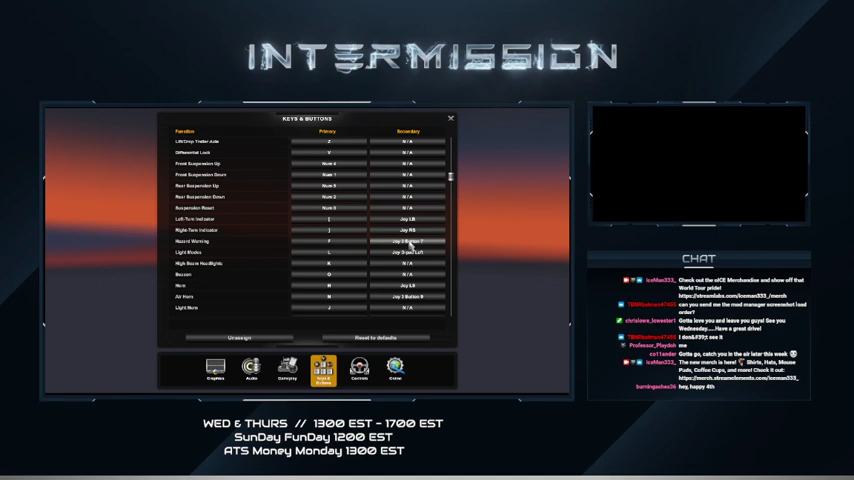 INTERMISSION
KEYS & BUTTONS
Function Primary Secondary
Lift/Drop Trailer Axle Z N/A
Differential Lock V N/A
Front Suspension Up Num 4 N/A
Front Suspension Down Num 1 N/A
Rear Suspension Up Num 5 N/A
Rear Suspension Down Num 2 N/A
Suspension Reset N/A
Left-Turn Indicator [ Joy LB
Right-Turn Indicator ] Joy RS
Hazard Warning F
Light Modes L
High Beam Headlights K N/A
Beacon O N/A
Horn H
Air Horn N
Light Horn J N/A
Unassign Reset to defaults
Graphics Audio Gameplay Keys & Buttons Controls Online
CHAT
IceMan333_ Check out the oICE Merchandise and show off that
World Tour pride!
https://streamlabs.com/iceman333_/merch
can you send me the mod manager screenshot load
order?
Gotta love you and leave you guys! See you
Wednesday.....Have a great drive!
I don&#39;t see it
Professor_Playdoh me
co11ander Gotta go, catch you in the air later this week
IceMan333_ The new merch is here! Shirts, Hats, Mouse
Pads, Coffee Cups, and more! Check it out:
https://merch.streamelements.com/iceman333_
hey, happy 4th
WED & THURS // 1300 EST - 1700 EST
SunDay FunDay 1200 EST
ATS Money Monday 1300 EST